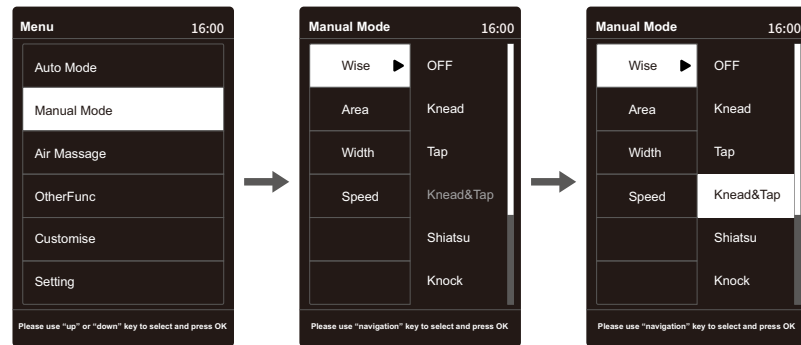 Menu 16:00
Auto Mode
Manual Mode
Air Massage
OtherFunc
Customise
Setting
Please use “up” or “down” key to select and press OK
Manual Mode 16:00
Wise OFF
Area Knead
Width Tap
Speed Knead&Tap
Shiatsu
Knock
Please use “navigation” key to select and press OK
Manual Mode 16:00
Wise OFF
Area Knead
Width Tap
Speed Knead&Tap
Shiatsu
Knock
Please use “navigation” key to select and press OK